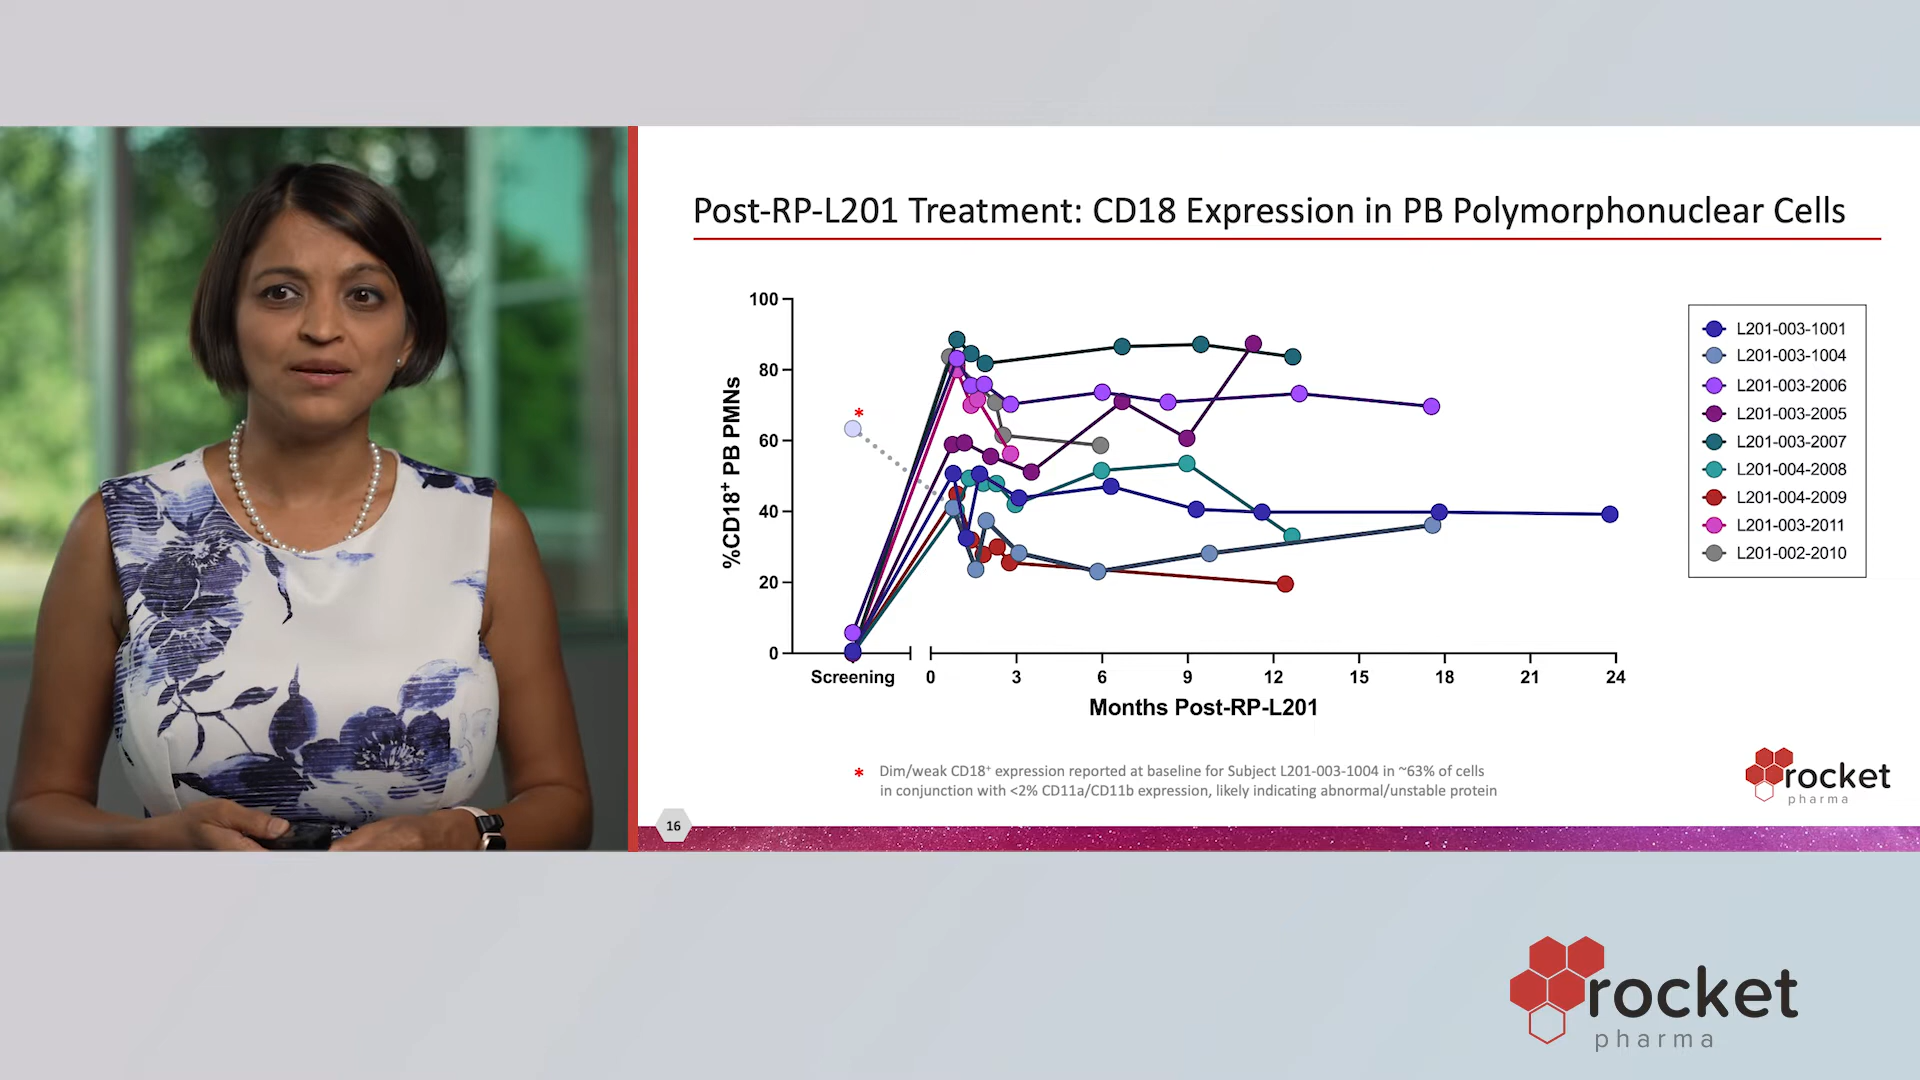 Post-RP-L201 Treatment: CD18 Expression in PB Polymorphonuclear Cells
%CD18+ PB PMNs
100
80
60
40
20
0
*
Screening
0
3
6
9
12
15
18
21
24
Months Post-RP-L201
L201-003-1001
L201-003-1004
L201-003-2006
L201-003-2005
L201-003-2007
L201-004-2008
L201-004-2009
L201-003-2011
L201-002-2010
* Dim/weak CD18+ expression reported at baseline for Subject L201-003-1004 in ~63% of cells
in conjunction with <2% CD11a/CD11b expression, likely indicating abnormal/unstable protein
rocket
pharma
16
rocket
pharma